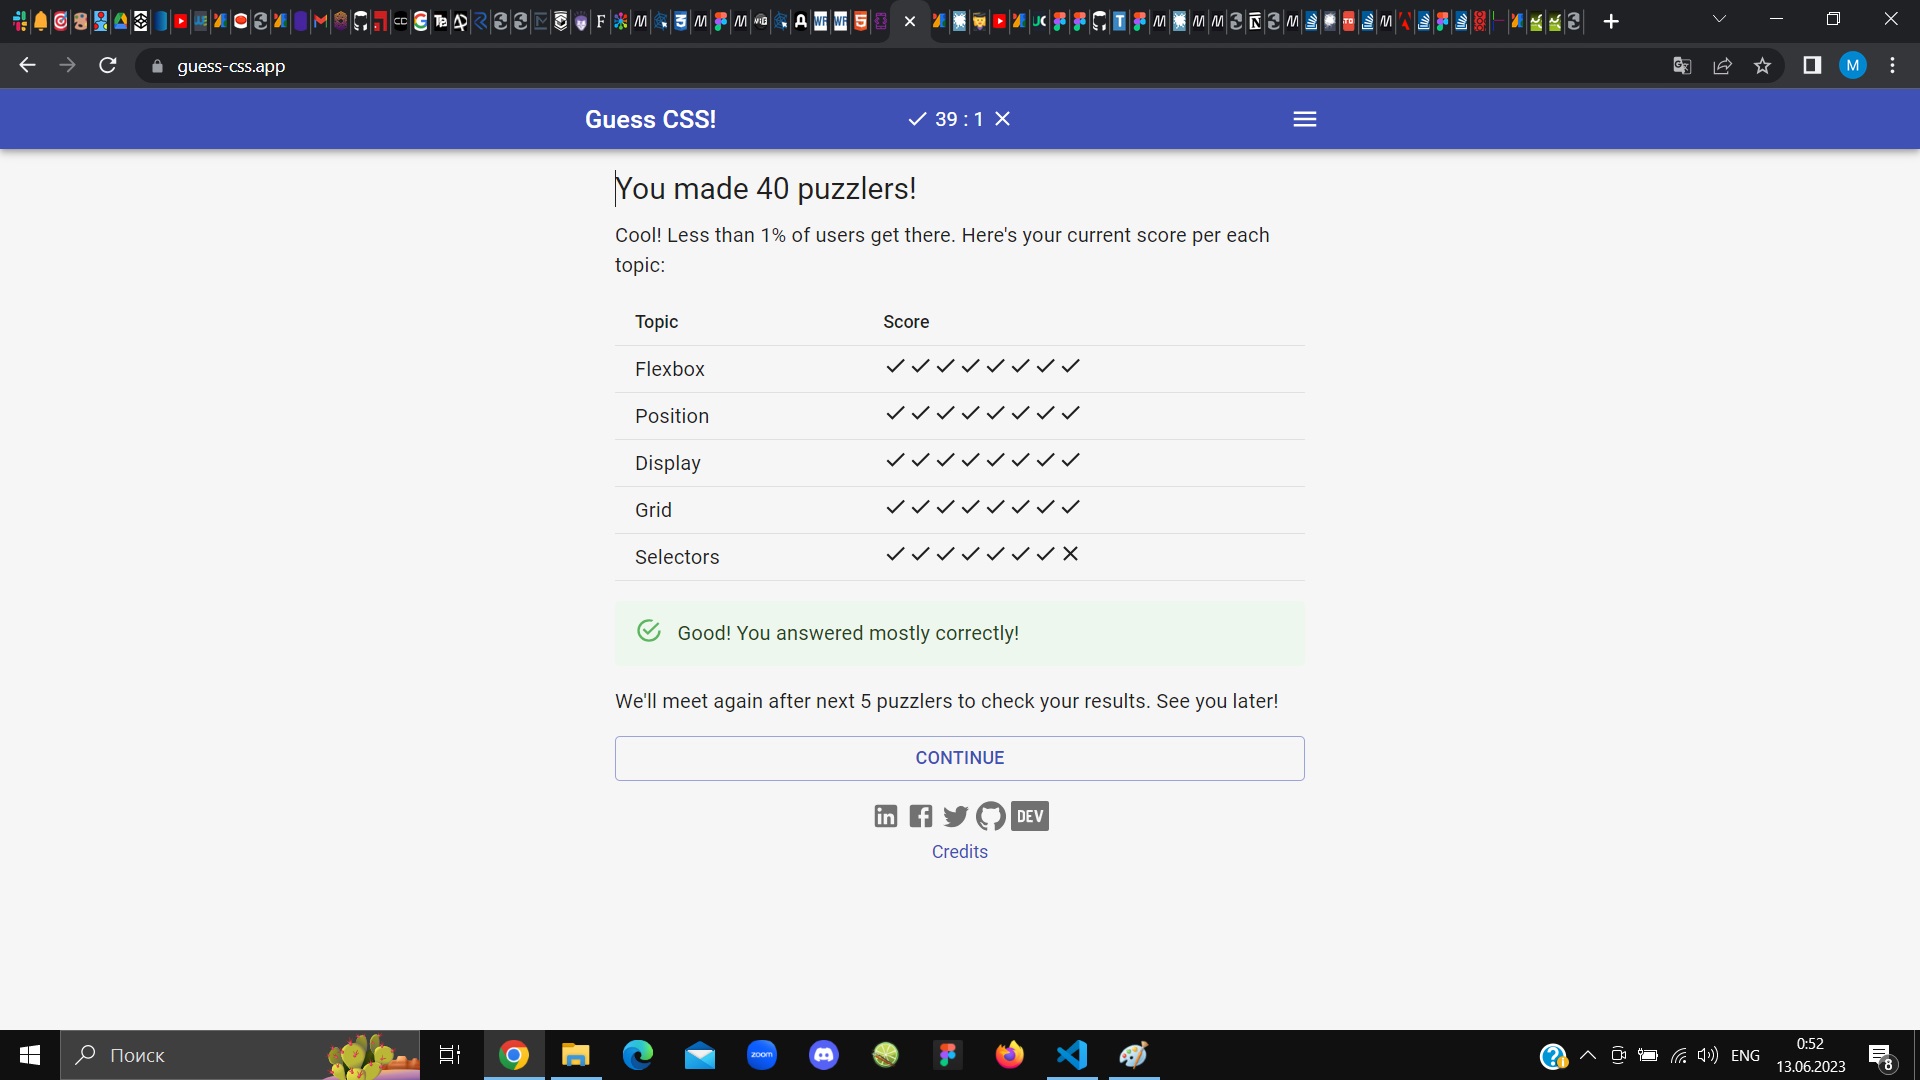 guess-css.app
M
Guess CSS!
39 : 1
You made 40 puzzlers!
Cool! Less than 1% of users get there. Here's your current score per each
topic:
Topic Score
Flexbox
Position
Display
Grid
Selectors
Good! You answered mostly correctly!
We'll meet again after next 5 puzzlers to check your results. See you later!
CONTINUE
in
DEV
Credits
Поиск
zoom
ENG
0:52
13.06.2023
8